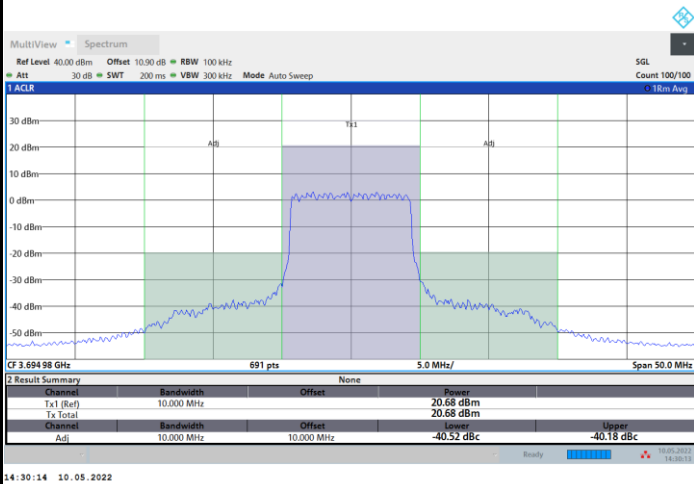 MultiView Spectrum
Ref Level 40.00 dBm Offset 10.90 dB RBW 100 kHz SGL
Att 30 dB SWT 200 ms VBW 300 kHz Mode Auto Sweep Count 100/100
1 ACLR 1Rm Avg
30 dBm
Tx1
20 dBm
Adj Adj
10 dBm
0 dBm
-10 dBm
-20 dBm
-30 dBm
-40 dBm
-50 dBm
CF 3.694 98 GHz 691 pts 5.0 MHz/ Span 50.0 MHz
2 Result Summary None
Channel Bandwidth Offset Power
Tx1 (Ref) 10.000 MHz 20.68 dBm
Tx Total 20.68 dBm
Channel Bandwidth Offset Lower Upper
Adj 10.000 MHz 10.000 MHz -40.52 dBc -40.18 dBc
Ready 10.05.2022
14:30:13
14:30:14 10.05.2022